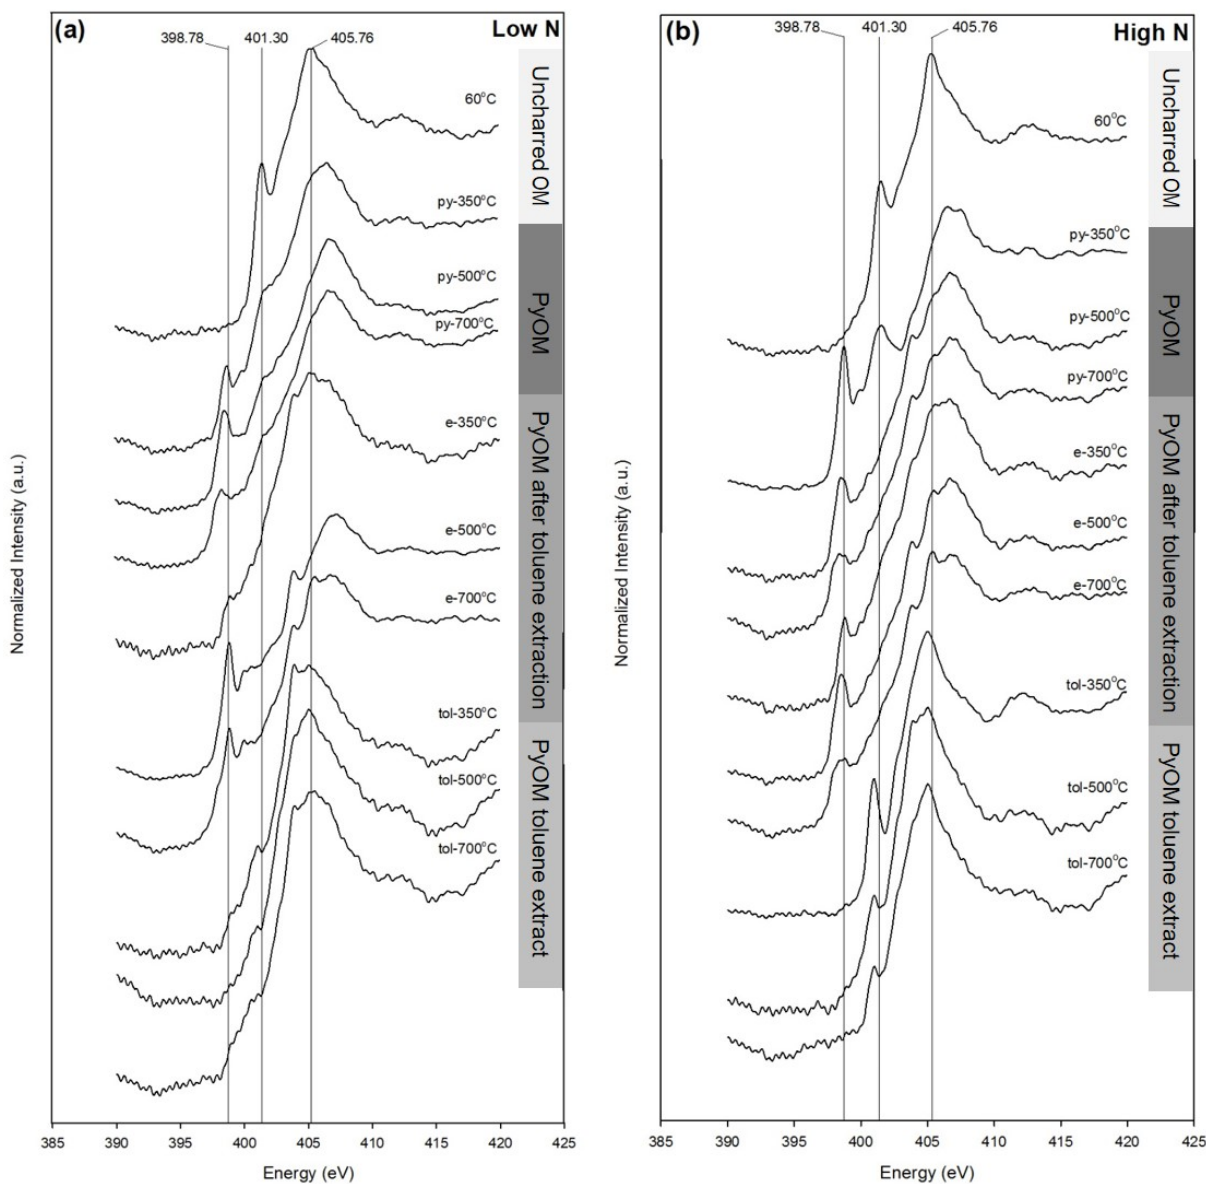 (a)
Low N
398.78
401.30
405.76
60°C
py-350°C
py-500°C
py-700°C
e-350°C
e-500°C
e-700°C
tol-350°C
tol-500°C
tol-700°C
Uncharred OM
PyOM
PyOM after toluene extraction
PyOM toluene extract
Normalized Intensity (a.u.)
385 390 395 400 405 410 415 420 425
Energy (eV)
(b)
High N
398.78
401.30
405.76
60°C
py-350°C
py-500°C
py-700°C
e-350°C
e-500°C
e-700°C
tol-350°C
tol-500°C
tol-700°C
Uncharred OM
PyOM
PyOM after toluene extraction
PyOM toluene extract
Normalized Intensity (a.u.)
385 390 395 400 405 410 415 420 425
Energy (eV)